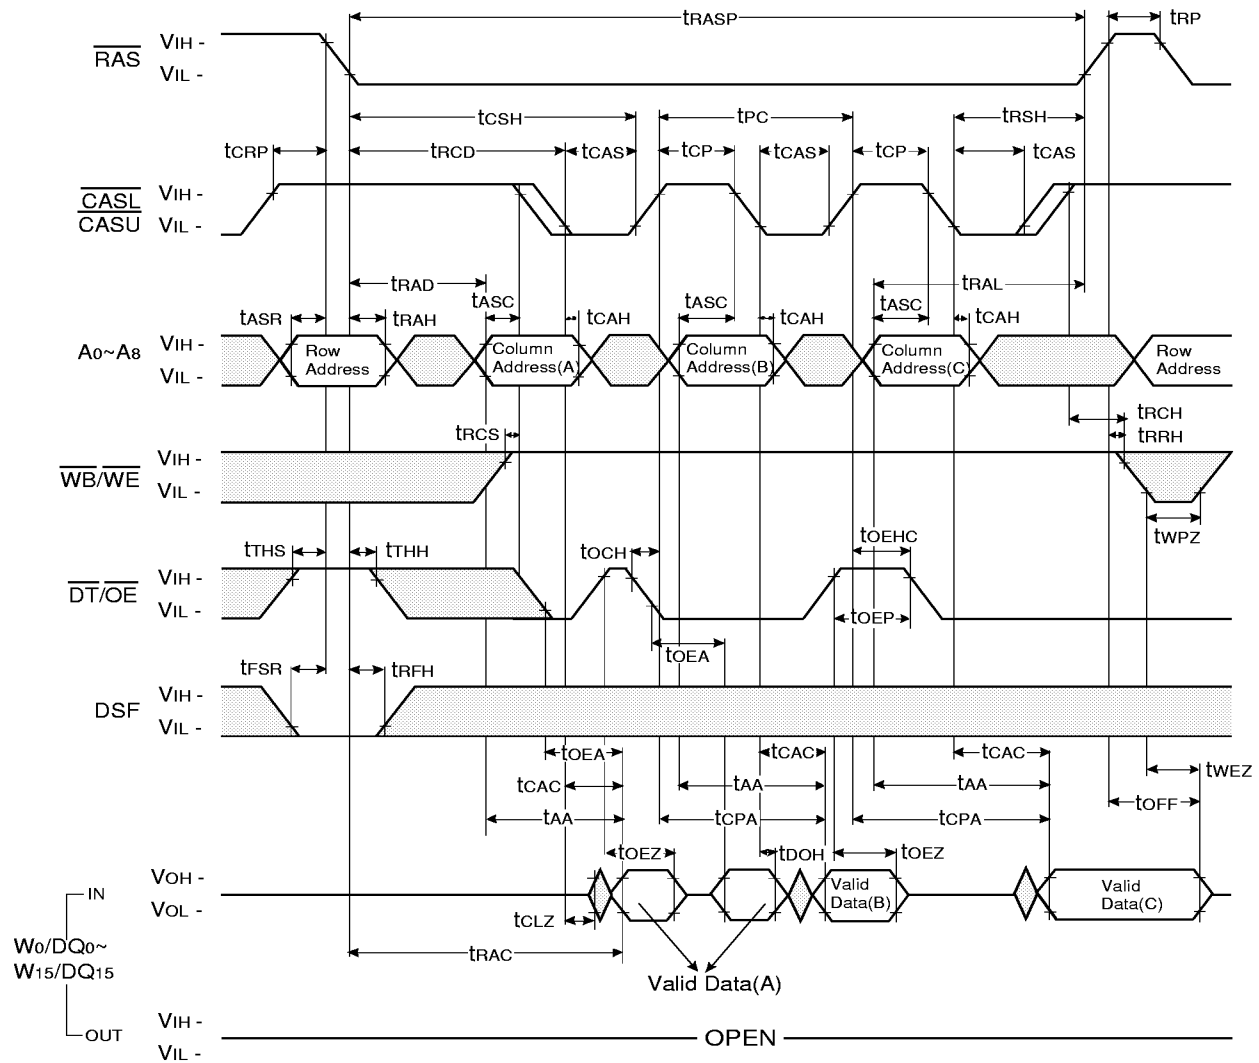 tRASP
tRP
RAS
VIH -
VIL -
tCSH
tPC
tRSH
tCRP
tRCD
tCAS
tCP
tCAS
tCP
tCAS
CASL
CASU
VIH -
VIL -
tRAD
tRAL
tASR
tRAH
tASC
tCAH
tASC
tCAH
tASC
tCAH
A0~A8
VIH -
VIL -
Row
Address
Column
Address(A)
Column
Address(B)
Column
Address(C)
Row
Address
tRCS
tRCH
tRRH
WB/WE
VIH -
VIL -
tWPZ
tTHS
tTHH
tOCH
tOEHC
DT/OE
VIH -
VIL -
tOEP
tOEA
tFSR
tRFH
DSF
VIH -
VIL -
tOEA
tCAC
tCAC
tCAC
tAA
tAA
tWEZ
tOFF
tAA
tCPA
tCPA
tOEZ
tDOH
tOEZ
VOH -
VOL -
IN
Valid
Data(B)
Valid
Data(C)
tCLZ
W0/DQ0~
W15/DQ15
tRAC
Valid Data(A)
OUT
VIH -
VIL -
OPEN